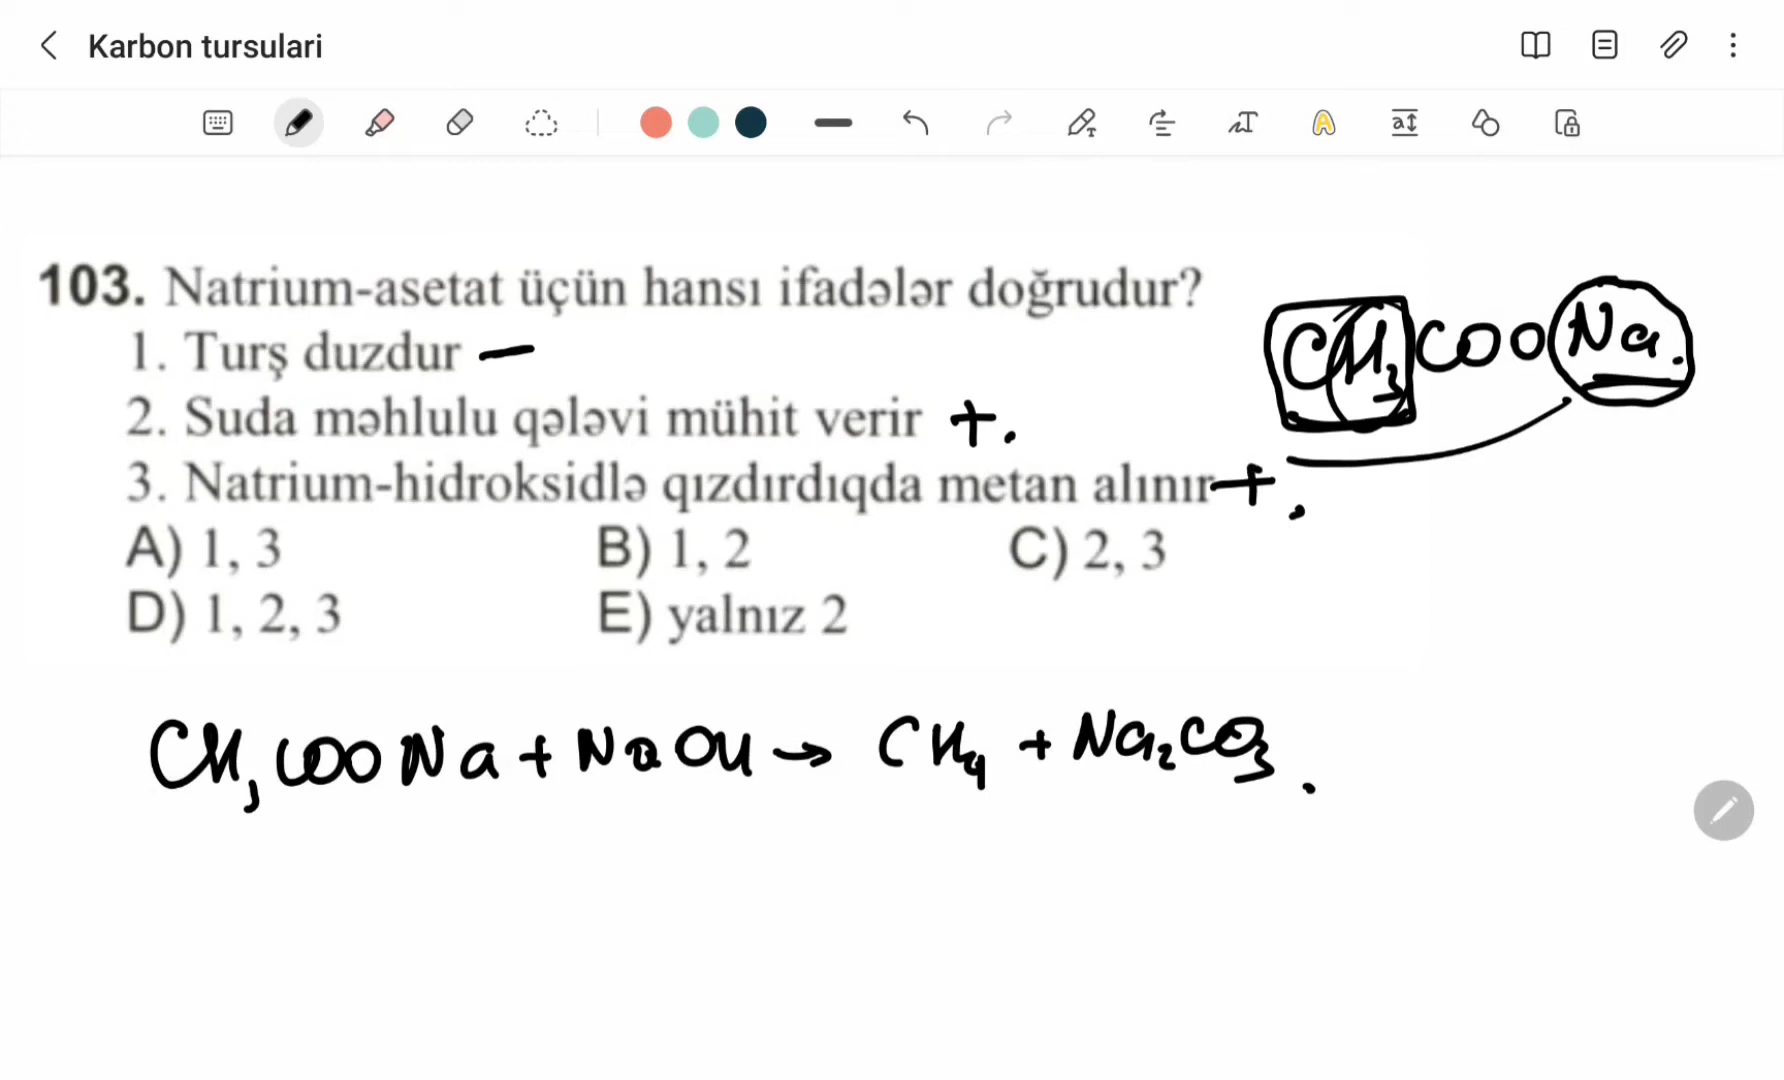 Karbon tursulari
103. Natrium-asetat üçün hansı ifadələr doğrudur?
1. Turş duzdur –
2. Suda məhlulu qələvi mühit verir +.
3. Natrium-hidroksidlə qızdırdıqda metan alınır +.
CH₃COONa.
A) 1, 3 B) 1, 2 C) 2, 3
D) 1, 2, 3 E) yalnız 2
CH₃COONa + NaOH → CH₄ + Na₂CO₃.